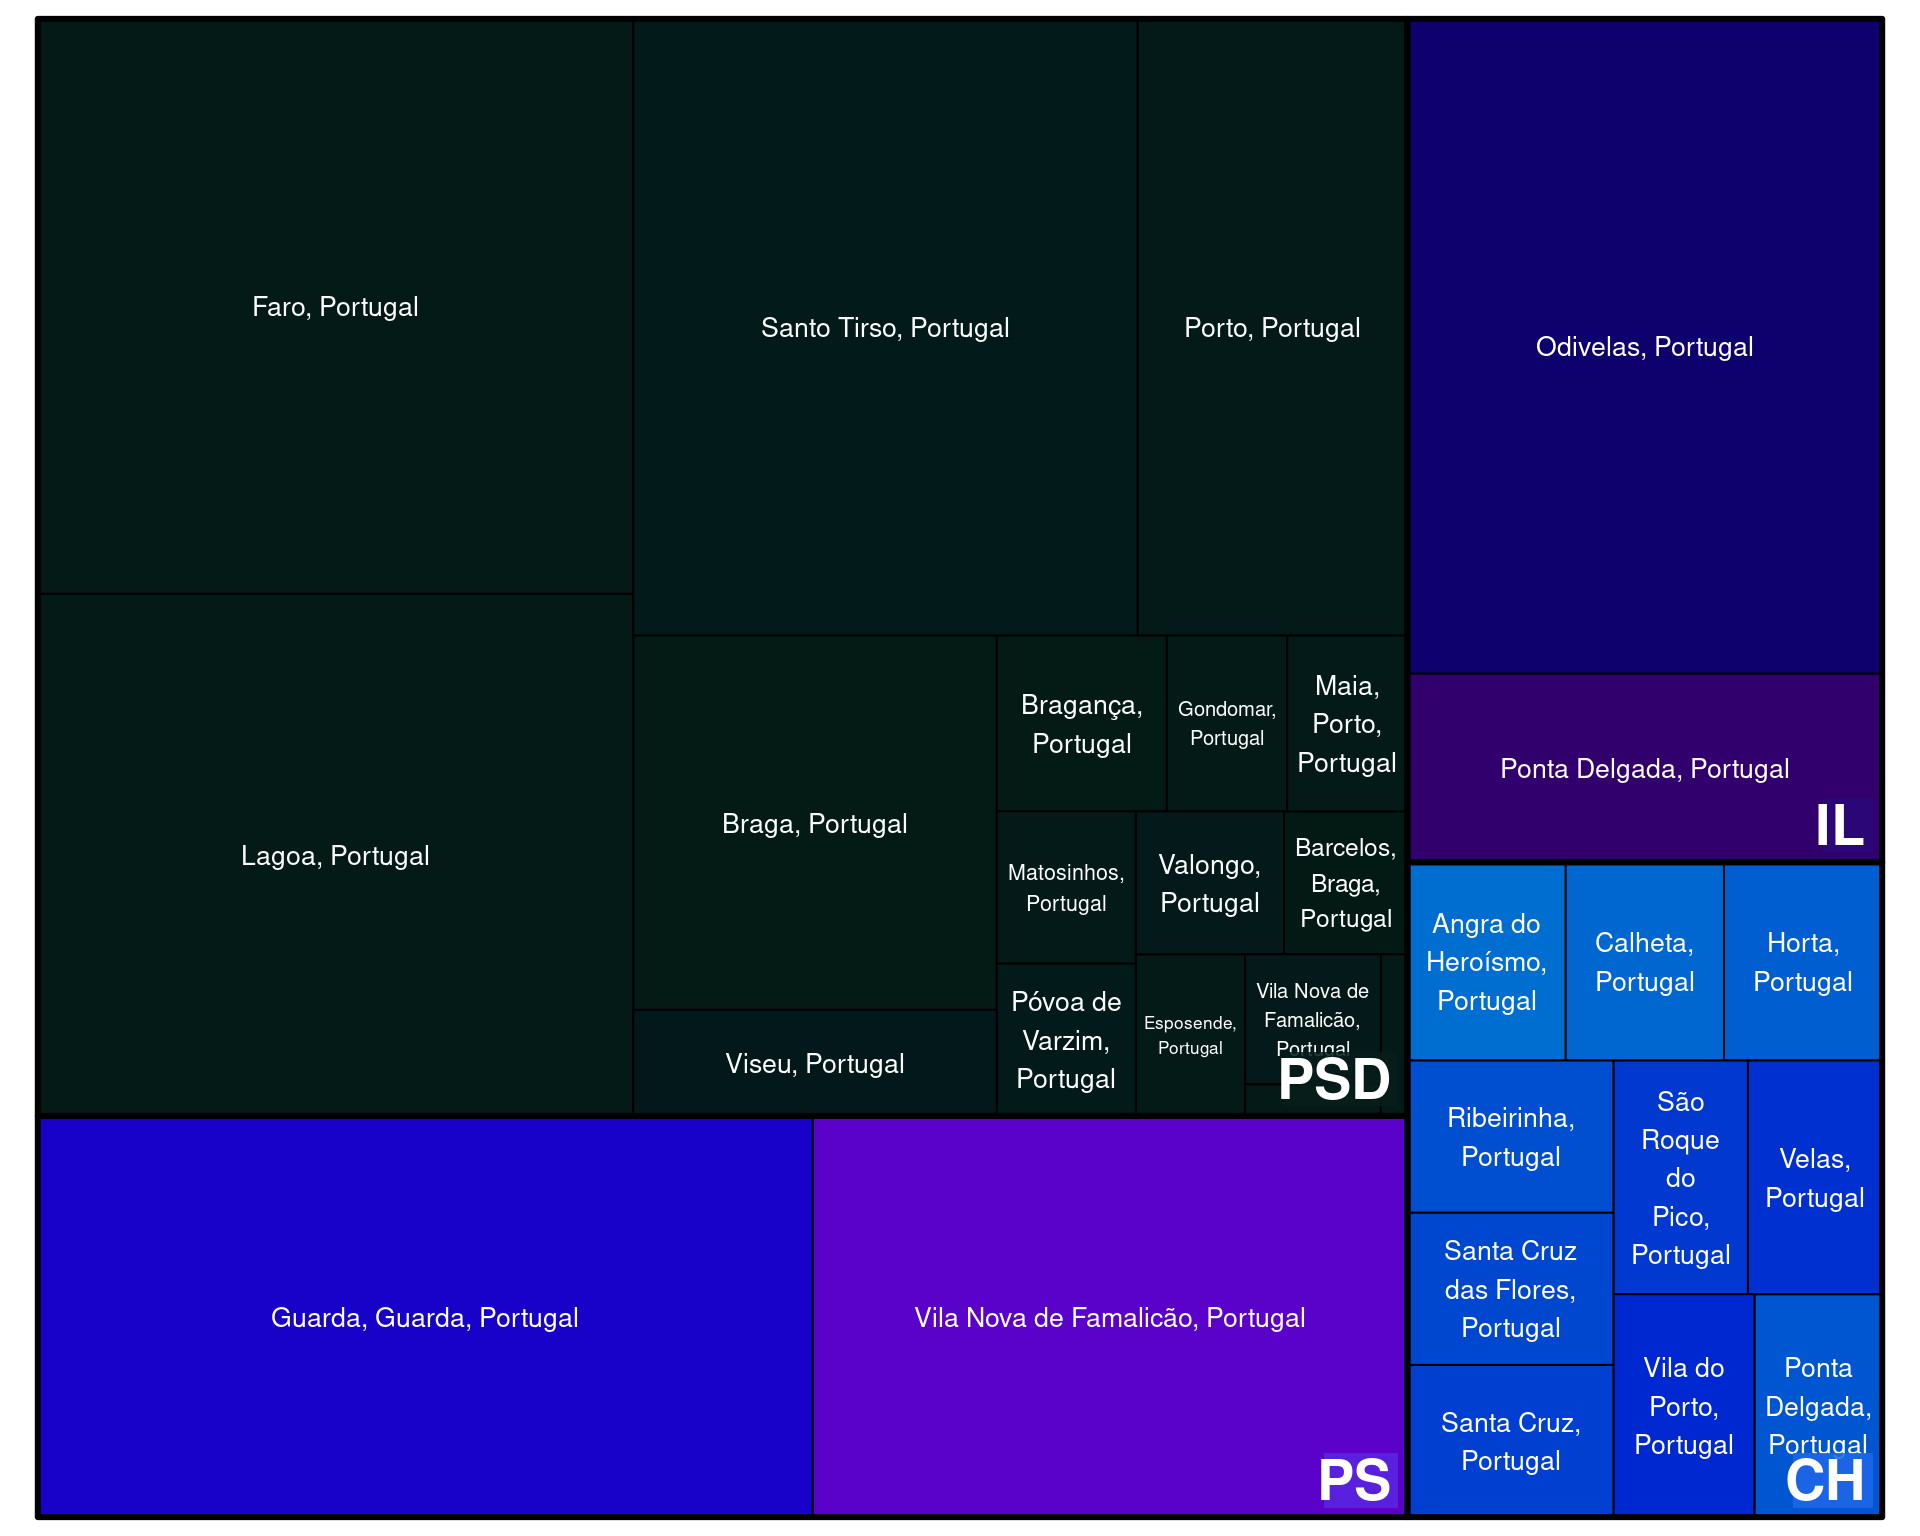 Faro, Portugal
Santo Tirso, Portugal
Porto, Portugal
Odivelas, Portugal
Lagoa, Portugal
Braga, Portugal
Bragança,
Portugal
Gondomar,
Portugal
Maia,
Porto,
Portugal
Matosinhos,
Portugal
Valongo,
Portugal
Barcelos,
Braga,
Portugal
Viseu, Portugal
Póvoa de
Varzim,
Portugal
Esposende,
Portugal
Vila Nova de
Famalicão,
Portugal
PSD
Ponta Delgada, Portugal
IL
Guarda, Guarda, Portugal
Vila Nova de Famalicão, Portugal
PS
Angra do
Heroísmo,
Portugal
Calheta,
Portugal
Horta,
Portugal
Ribeirinha,
Portugal
São
Roque
do
Pico,
Portugal
Velas,
Portugal
Santa Cruz
das Flores,
Portugal
Santa Cruz,
Portugal
Vila do
Porto,
Portugal
Ponta
Delgada,
Portugal
CH